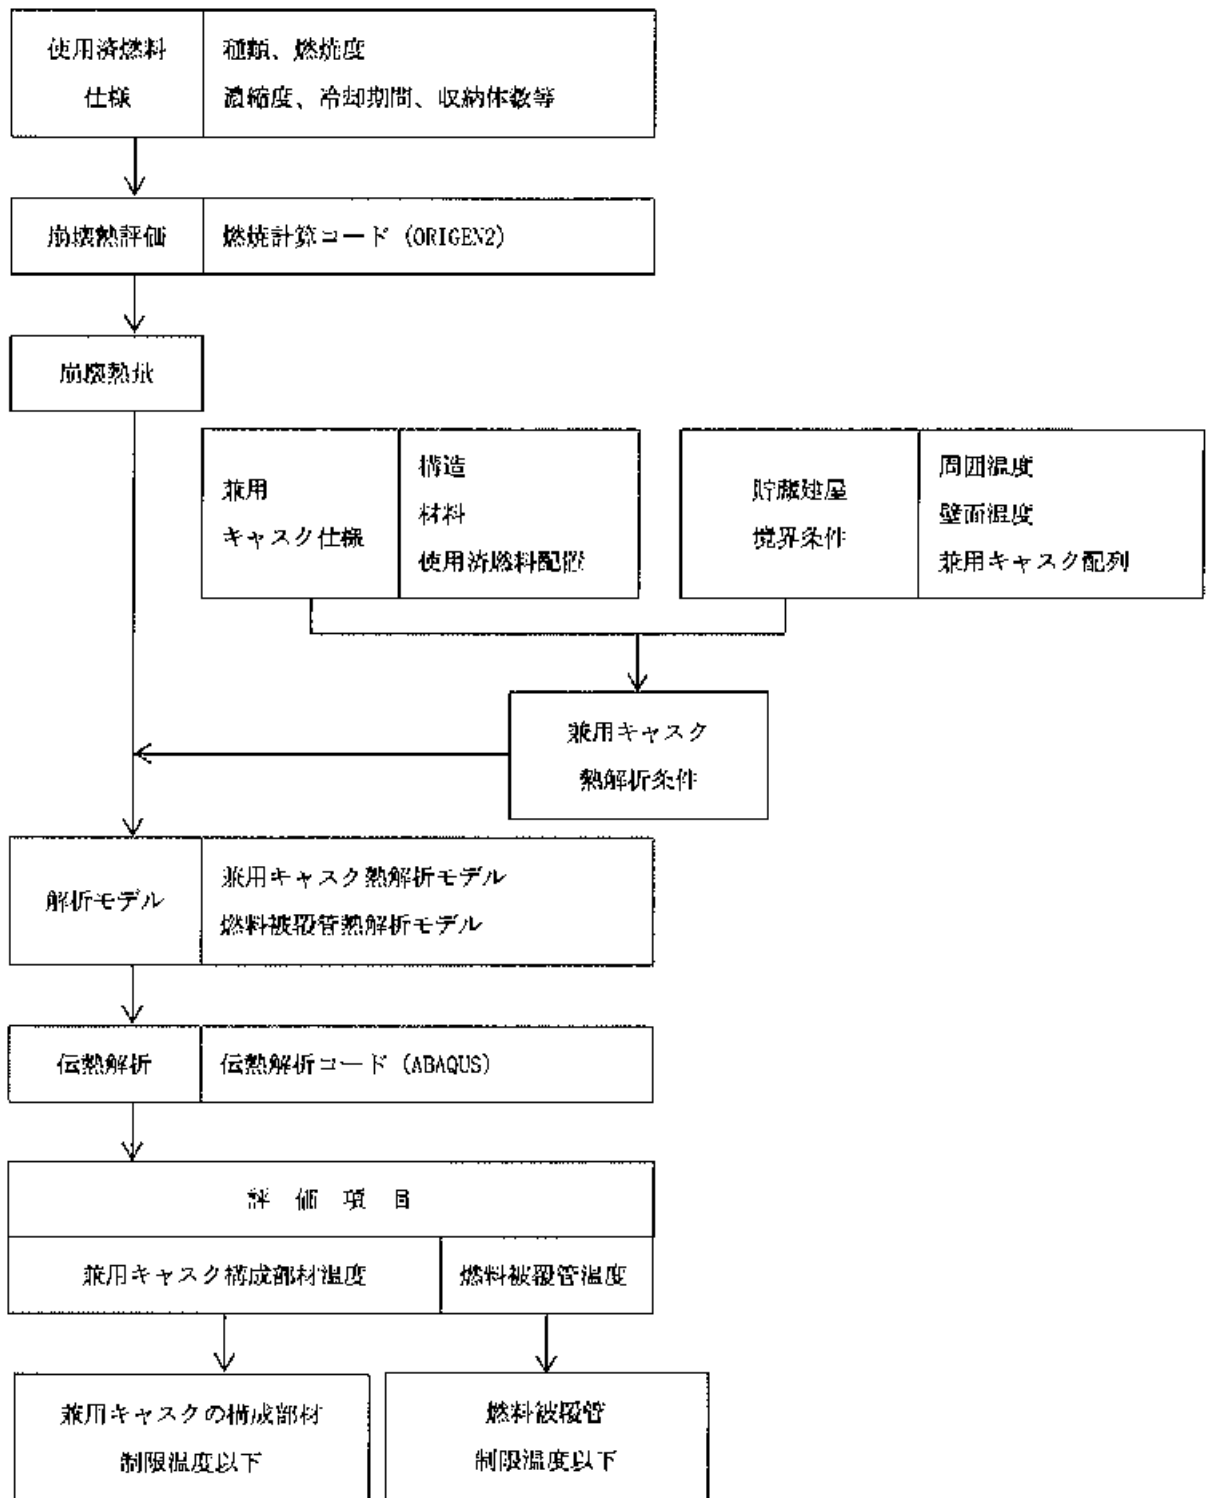 使用済燃料
仕様
種類、燃焼度
濃縮度、冷却期間、収納体数等
崩壊熱評価
燃焼計算コード (ORIGEN2)
崩壊熱量
兼用
キャスク仕様
構造
材料
使用済燃料配置
貯蔵建屋
境界条件
周囲温度
壁面温度
兼用キャスク配列
兼用キャスク
熱解析条件
解析モデル
兼用キャスク熱解析モデル
燃料被覆管熱解析モデル
伝熱解析
伝熱解析コード (ABAQUS)
評 価 項 目
兼用キャスク構成部材温度
燃料被覆管温度
兼用キャスクの構成部材
制限温度以下
燃料被覆管
制限温度以下